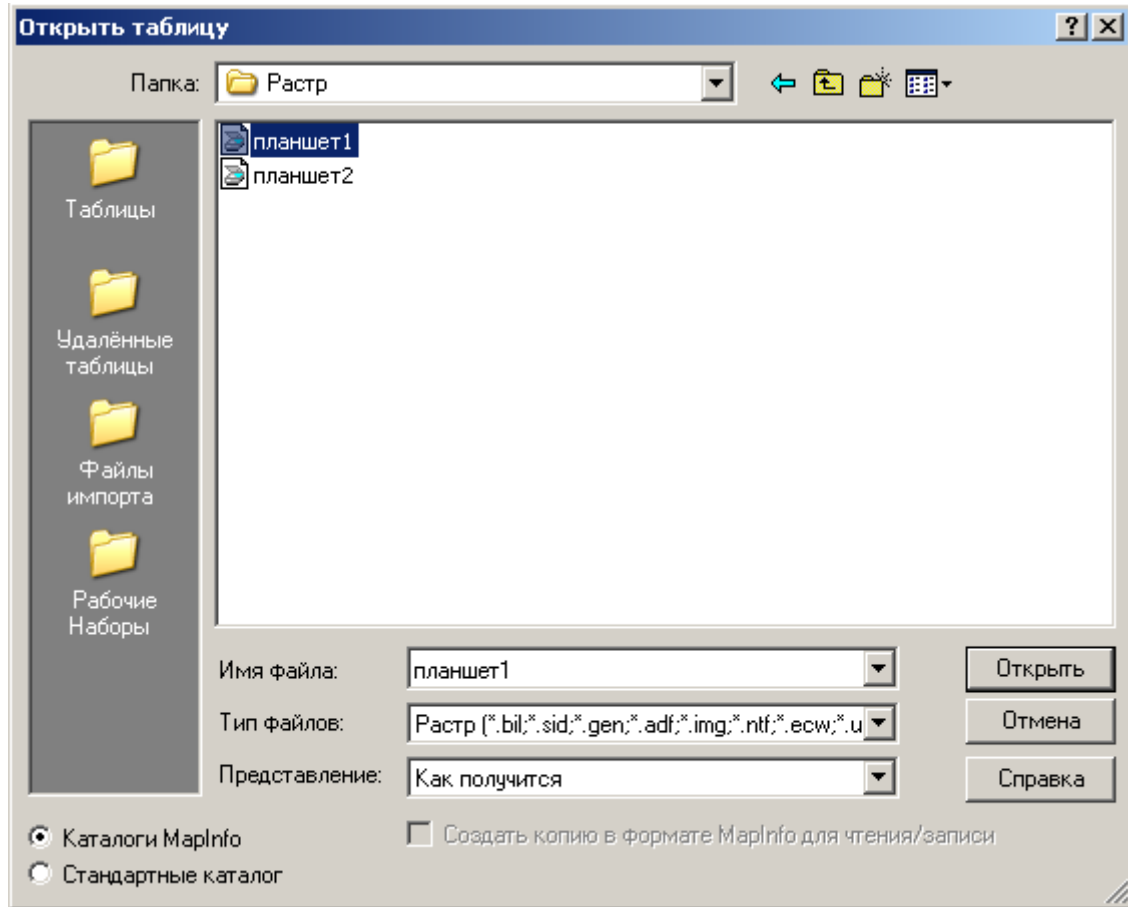 Открыть таблицу
Папка: Растр
планшет1
планшет2
Таблицы
Удалённые
таблицы
Файлы
импорта
Рабочие
Наборы
Имя файла: планшет1 Открыть
Тип файлов: Растр (*.bil;*.sid;*.gen;*.adf;*.img;*.ntf;*.ecw;*.u Отмена
Представление: Как получится Справка
Каталоги MapInfo Создать копию в формате MapInfo для чтения/записи
Стандартные каталог